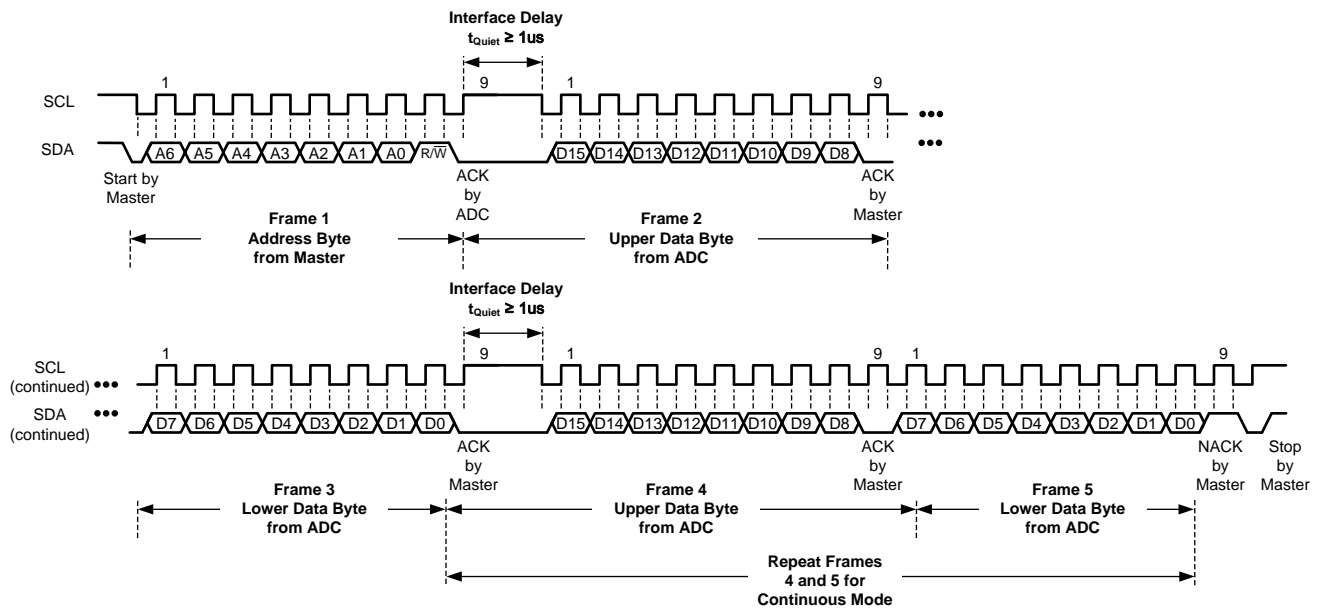 Interface Delay
tQuiet ≥ 1us
1 9 1 9
SCL
•••
SDA A6 A5 A4 A3 A2 A1 A0 R/W̅ D15 D14 D13 D12 D11 D10 D9 D8
•••
Start by
Master
ACK
by
ADC
ACK
by
Master
Frame 1
Address Byte
from Master
Frame 2
Upper Data Byte
from ADC
Interface Delay
tQuiet ≥ 1us
1 9 1 9 1 9
SCL
(continued) •••
SDA
(continued) •••
D7 D6 D5 D4 D3 D2 D1 D0 D15 D14 D13 D12 D11 D10 D9 D8 D7 D6 D5 D4 D3 D2 D1 D0
ACK
by
Master
ACK
by
Master
NACK
by
Master
Stop
by
Master
Frame 3
Lower Data Byte
from ADC
Frame 4
Upper Data Byte
from ADC
Frame 5
Lower Data Byte
from ADC
Repeat Frames
4 and 5 for
Continuous Mode